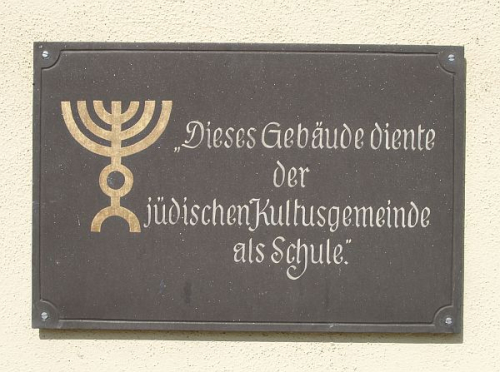 „Dieses Gebäude diente
der
jüdischen Kultusgemeinde
als Schule.“